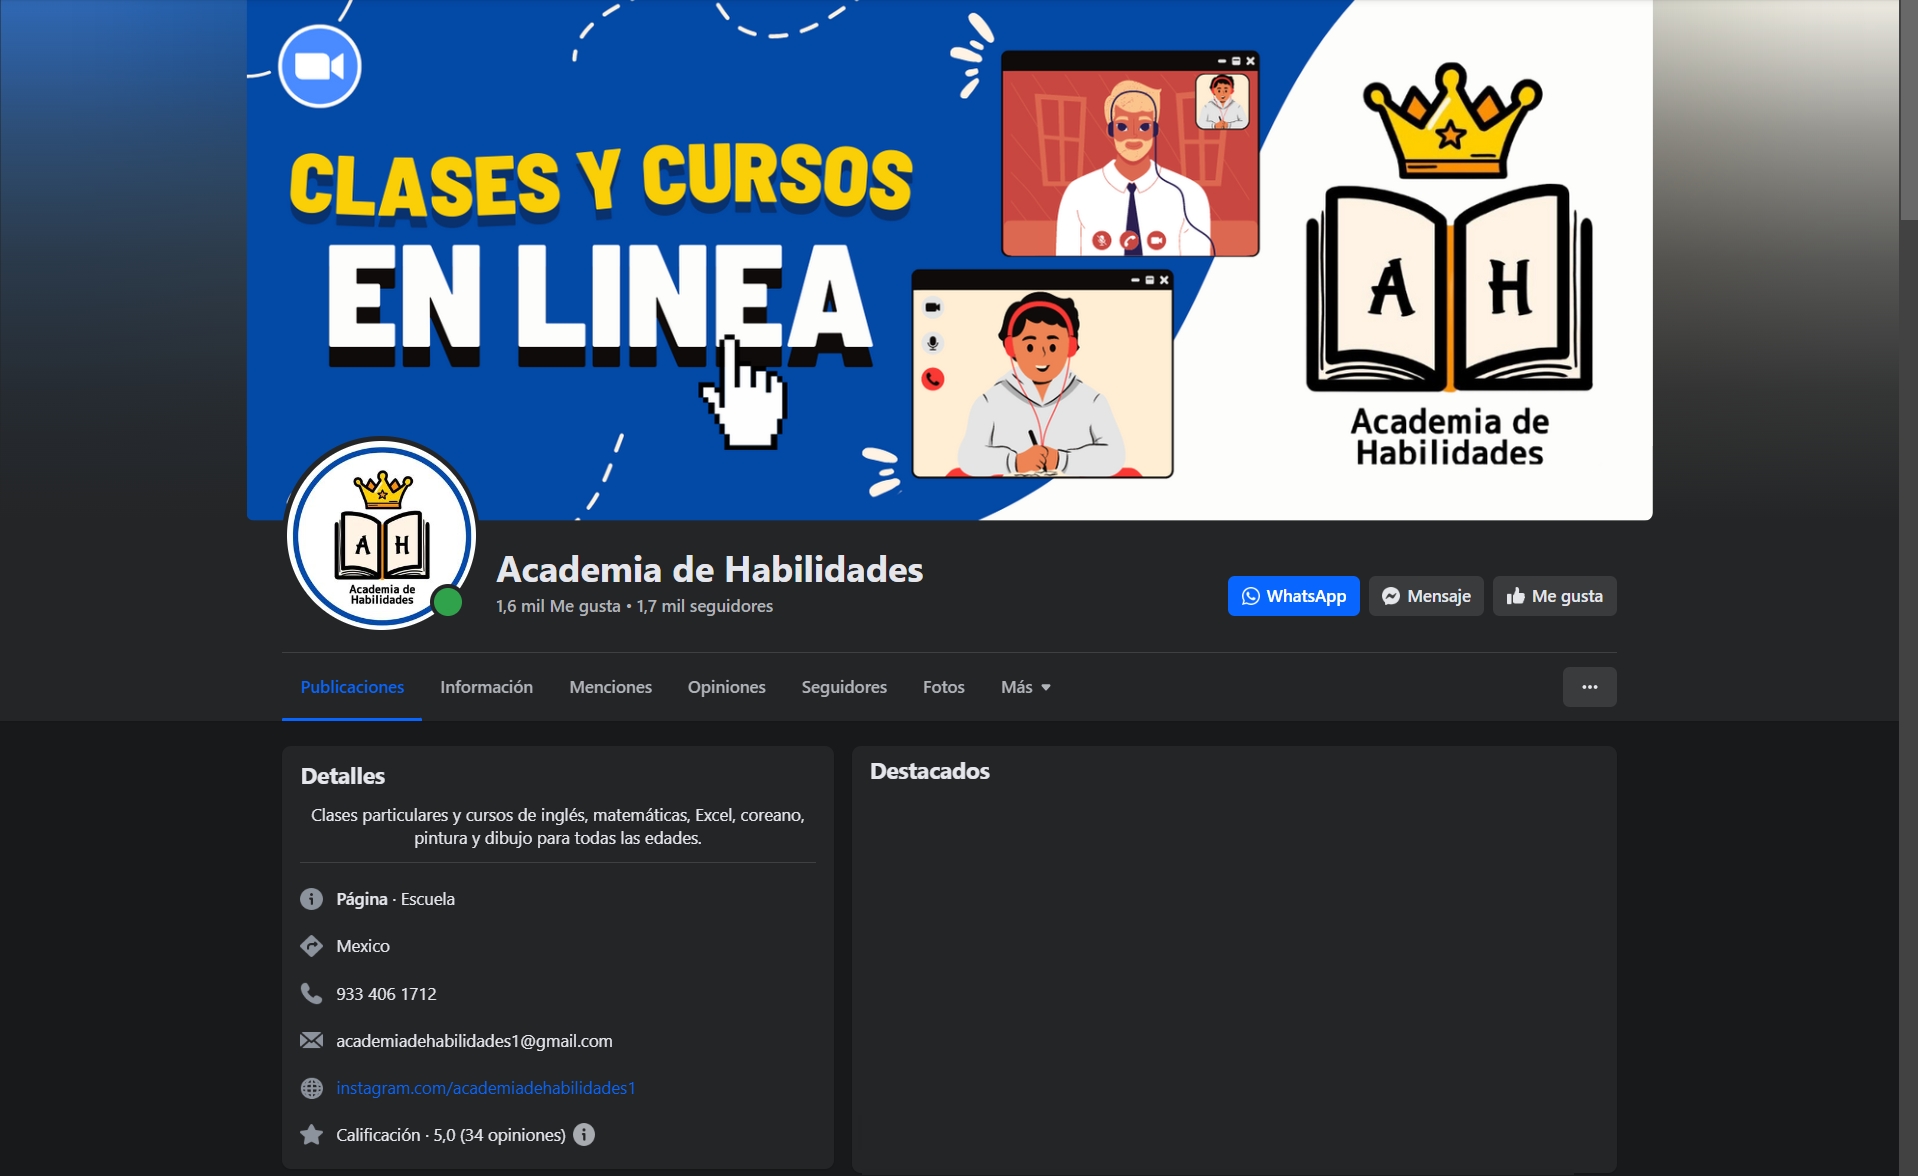 CLASES Y CURSOS
EN LINEA
A H
Academia de
Habilidades
A H
Academia de
Habilidades
Academia de Habilidades
1,6 mil Me gusta • 1,7 mil seguidores
WhatsApp
Mensaje
Me gusta
Publicaciones
Información
Menciones
Opiniones
Seguidores
Fotos
Más
Detalles
Clases particulares y cursos de inglés, matemáticas, Excel, coreano,
pintura y dibujo para todas las edades.
Página · Escuela
Mexico
933 406 1712
academiadehabilidades1@gmail.com
instagram.com/academiadehabilidades1
Calificación · 5,0 (34 opiniones)
Destacados